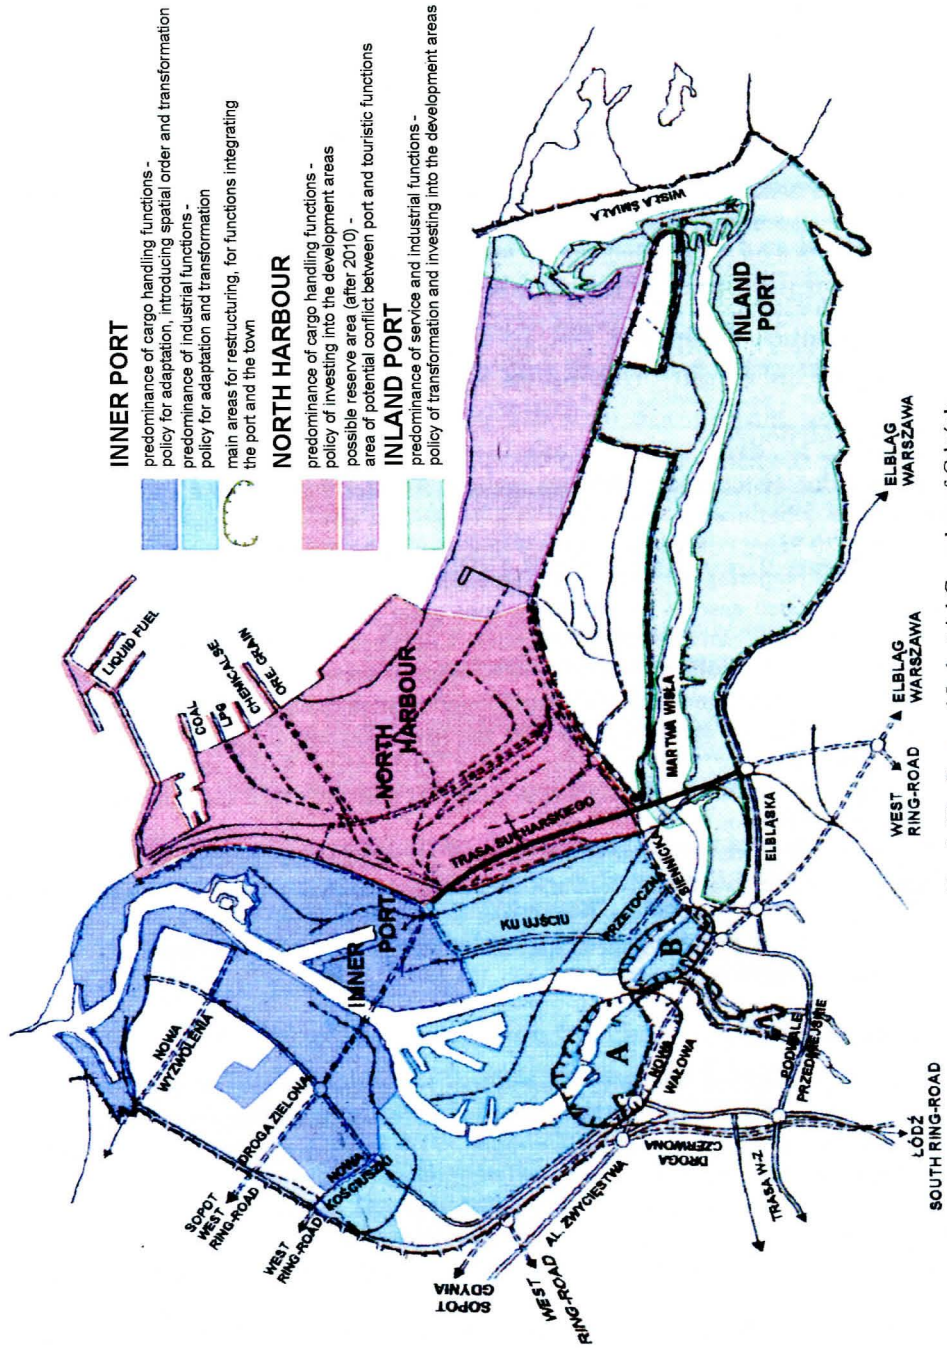 INNER PORT
predominance of cargo handling functions -
policy for adaptation, introducing spatial order and transformation
predominance of industrial functions -
policy for adaptation and transformation
main areas for restructuring, for functions integrating
the port and the town
NORTH HARBOUR
predominance of cargo handling functions -
policy of investing into the development areas
possible reserve area (after 2010) -
area of potential conflict between port and touristic functions
INLAND PORT
predominance of service and industrial functions -
policy of transformation and investing into the development areas
LIQUID FUEL
COAL
LPG
CHEMICALSE
ORE GRAIN
NORTH
HARBOUR
INNER
PORT
INLAND
PORT
WISŁA ŚMIAŁA
MARTWA WISŁA
TRASA SUCHARSKIEGO
KU UJŚCIU
PRZETOCZNA
SIENNICKA
ELBLĄSKA
NOWA
WYZWOLENIA
DROGA ZIELONA
NOWA
KOŚCIUSZKI
SOPOT
WEST
RING-ROAD
WEST
RING-ROAD
SOPOT
GDYNIA
WEST
RING-ROAD
AL. ZWYCIĘSTWA
DROGA
CZERWONA
NOWA
WAŁOWA
A
B
A
PODWALE
PRZEDMIEJSKIE
TRASA W-Z
ŁÓDŹ
SOUTH RING-ROAD
WEST
RING-ROAD
ELBLĄG
WARSZAWA
ELBLĄG
WARSZAWA